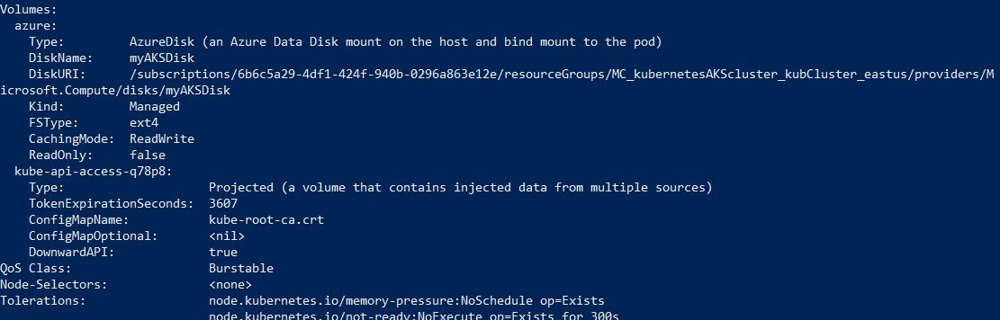 Volumes:
azure:
Type: AzureDisk (an Azure Data Disk mount on the host and bind mount to the pod)
DiskName: myAKSDisk
DiskURI: /subscriptions/6b6c5a29-4df1-424f-940b-0296a863e12e/resourceGroups/MC_kubernetesAKScluster_kubCluster_eastus/providers/M
icrosoft.Compute/disks/myAKSDisk
Kind: Managed
FSType: ext4
CachingMode: ReadWrite
ReadOnly: false
kube-api-access-q78p8:
Type: Projected (a volume that contains injected data from multiple sources)
TokenExpirationSeconds: 3607
ConfigMapName: kube-root-ca.crt
ConfigMapOptional: <nil>
DownwardAPI: true
QoS Class: Burstable
Node-Selectors: <none>
Tolerations: node.kubernetes.io/memory-pressure:NoSchedule op=Exists
node.kubernetes.io/not-ready:NoExecute op=Exists for 300s